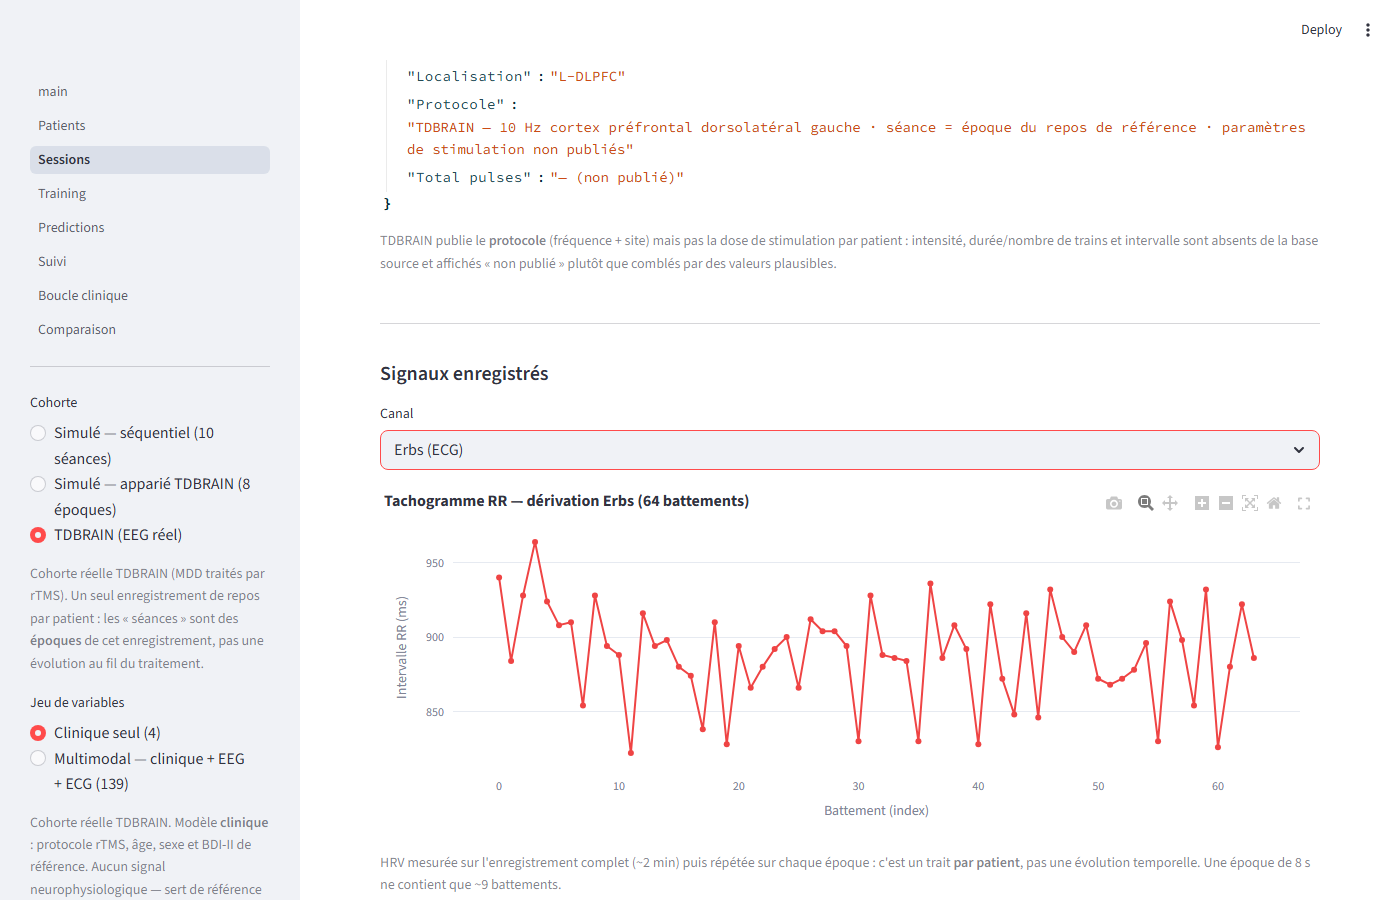 Deploy
main
Patients
Sessions
Training
Predictions
Suivi
Boucle clinique
Comparaison
Cohorte
Simulé — séquentiel (10
séances)
Simulé — apparié TDBRAIN (8
époques)
TDBRAIN (EEG réel)
Cohorte réelle TDBRAIN (MDD traités par
rTMS). Un seul enregistrement de repos
par patient : les « séances » sont des
époques de cet enregistrement, pas une
évolution au fil du traitement.
Jeu de variables
Clinique seul (4)
Multimodal — clinique + EEG
+ ECG (139)
Cohorte réelle TDBRAIN. Modèle clinique
: protocole rTMS, âge, sexe et BDI-II de
référence. Aucun signal
neurophysiologique — sert de référence
"Localisation" : "L-DLPFC"
"Protocole" :
"TDBRAIN — 10 Hz cortex préfrontal dorsolatéral gauche · séance = époque du repos de référence · paramètres
de stimulation non publiés"
"Total pulses" : "— (non publié)"
}
TDBRAIN publie le protocole (fréquence + site) mais pas la dose de stimulation par patient : intensité, durée/nombre de trains et intervalle sont absents de la base
source et affichés « non publié » plutôt que comblés par des valeurs plausibles.
Signaux enregistrés
Canal
Erbs (ECG)
Tachogramme RR — dérivation Erbs (64 battements)
950
900
850
Intervalle RR (ms)
0 10 20 30 40 50 60
Battement (index)
HRV mesurée sur l'enregistrement complet (~2 min) puis répétée sur chaque époque : c'est un trait par patient, pas une évolution temporelle. Une époque de 8 s
ne contient que ~9 battements.